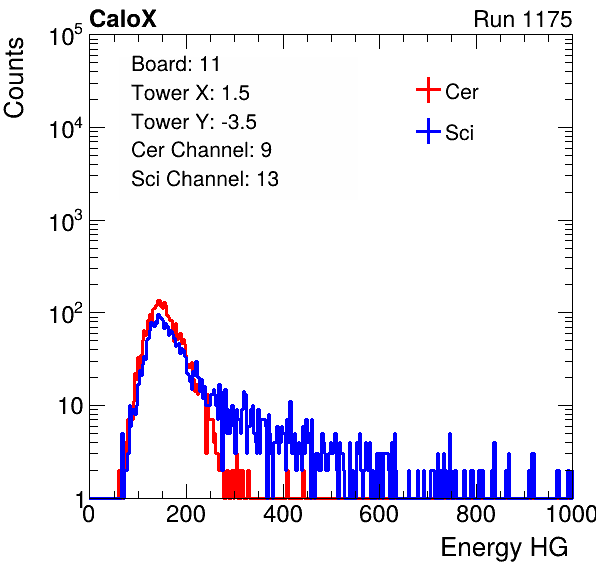 CaloX Run 1175
Counts
10^5
10^4
10^3
10^2
10
1
Board: 11
Tower X: 1.5
Tower Y: -3.5
Cer Channel: 9
Sci Channel: 13
Cer
Sci
0 200 400 600 800 1000
Energy HG